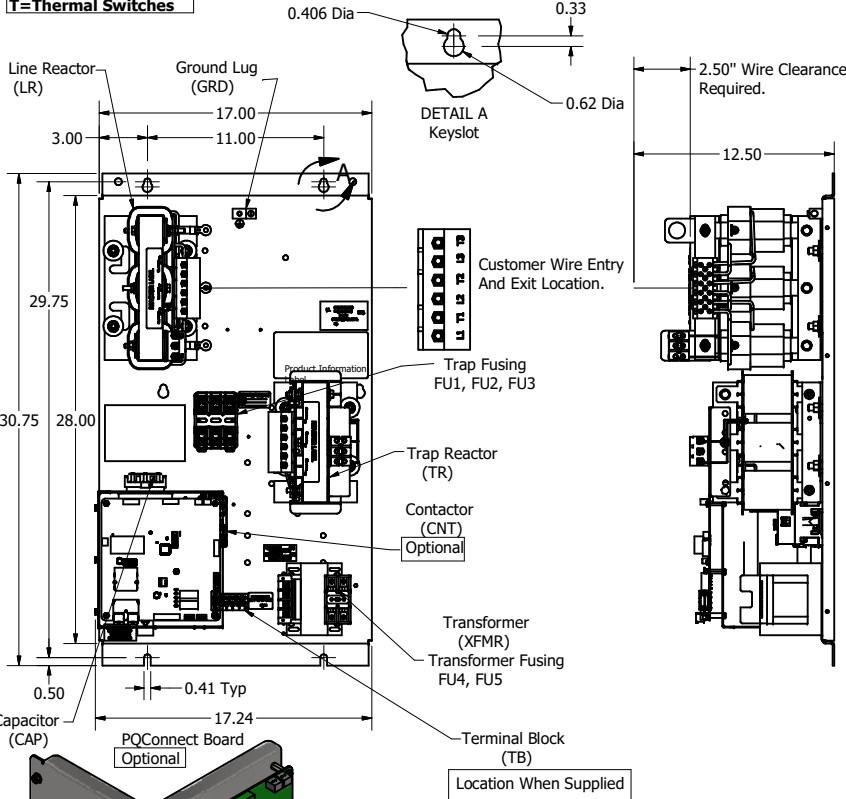 T=Thermal Switches
0.406 Dia
0.33
Line Reactor
(LR)
Ground Lug
(GRD)
2.50" Wire Clearance
Required.
0.62 Dia
DETAIL A
Keyslot
17.00
3.00
11.00
12.50
A
T3
L3
T2
L2
T1
L1
Customer Wire Entry
And Exit Location.
29.75
Product Information
Label
Trap Fusing
FU1, FU2, FU3
30.75
28.00
Trap Reactor
(TR)
Contactor
(CNT)
Optional
Transformer
(XFMR)
Transformer Fusing
FU4, FU5
0.50
0.41 Typ
Capacitor
(CAP)
17.24
PQConnect Board
Optional
Terminal Block
(TB)
Location When Supplied